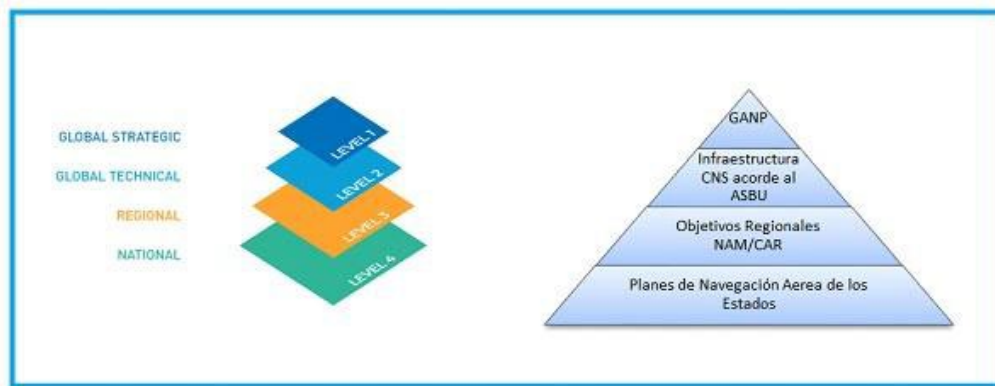 GLOBAL STRATEGIC
GLOBAL TECHNICAL
REGIONAL
NATIONAL
LEVEL 1
LEVEL 2
LEVEL 3
LEVEL 4
GANP
Infraestructura
CNS acorde al
ASBU
Objetivos Regionales
NAM/CAR
Planes de Navegación Aerea de los
Estados